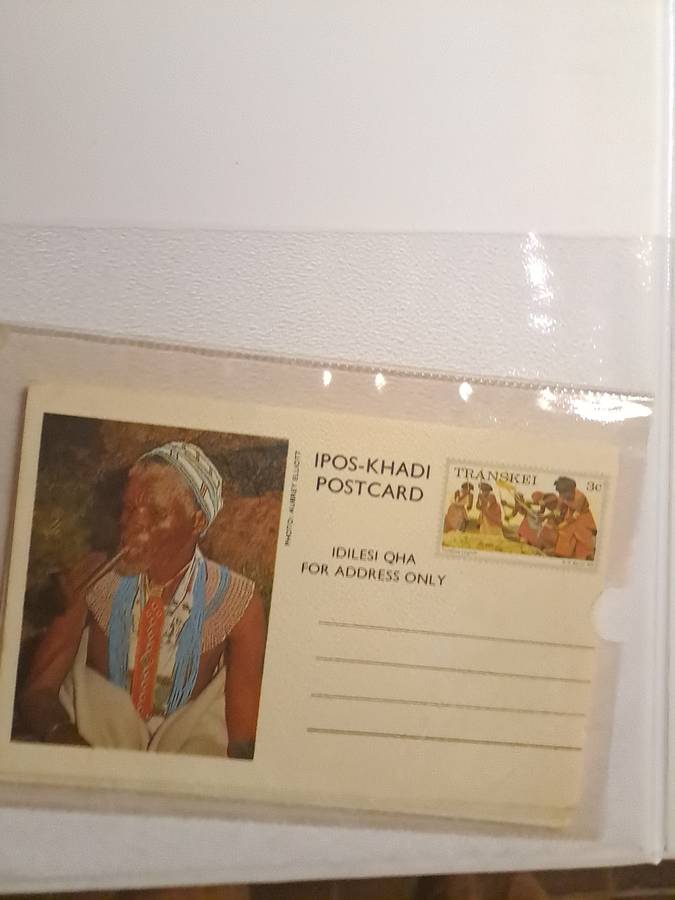 IPOS-KHADI
POSTCARD
TRANSKEI 3c
IDILESI QHA
FOR ADDRESS ONLY
PHOTO: AUBREY ELLIOTT